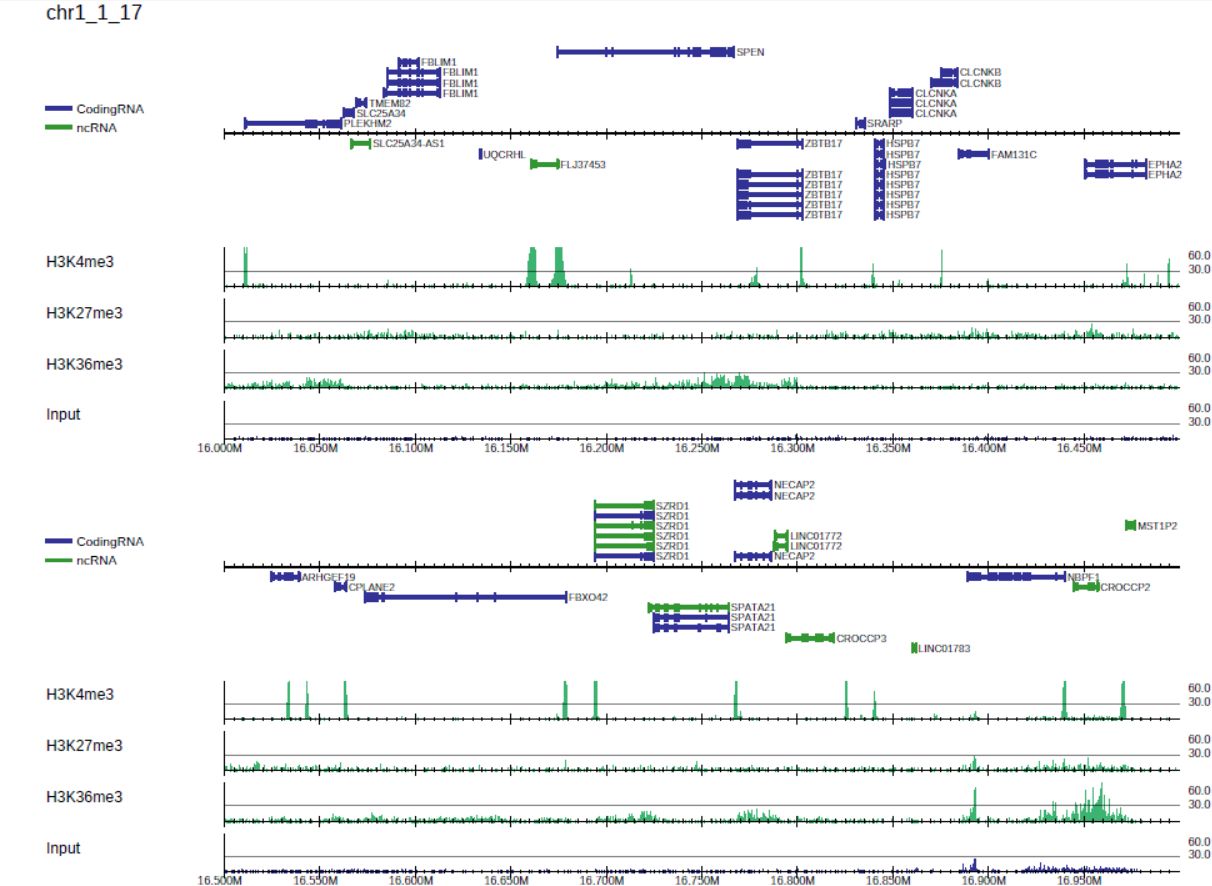 chr1_1_17
SPEN
FBLIM1
FBLIM1 CLCNKB
FBLIM1 CLCNKB
FBLIM1 CLCNKA
TMEM82 CLCNKA
CodingRNA SLC25A34 CLCNKA
PLEKHM2 SRARP
ncRNA
SLC25A34-AS1 ZBTB17 HSPB7
UQCRHL HSPB7 FAM131C
FLJ37453 HSPB7 EPHA2
ZBTB17 HSPB7 EPHA2
ZBTB17 HSPB7
ZBTB17 HSPB7
ZBTB17 HSPB7
ZBTB17 HSPB7
H3K4me3 60.0
30.0
H3K27me3 60.0
30.0
H3K36me3 60.0
30.0
Input 60.0
30.0
16.000M 16.050M 16.100M 16.150M 16.200M 16.250M 16.300M 16.350M 16.400M 16.450M
NECAP2
NECAP2
SZRD1
SZRD1
SZRD1 MST1P2
SZRD1 LINC01772
CodingRNA SZRD1 LINC01772
SZRD1 NECAP2
ncRNA
ARHGEF19 NBPF1
CPLANE2 CROCCP2
FBXO42
SPATA21
SPATA21
SPATA21
CROCCP3
LINC01783
H3K4me3 60.0
30.0
H3K27me3 60.0
30.0
H3K36me3 60.0
30.0
Input 60.0
30.0
16.500M 16.550M 16.600M 16.650M 16.700M 16.750M 16.800M 16.850M 16.900M 16.950M